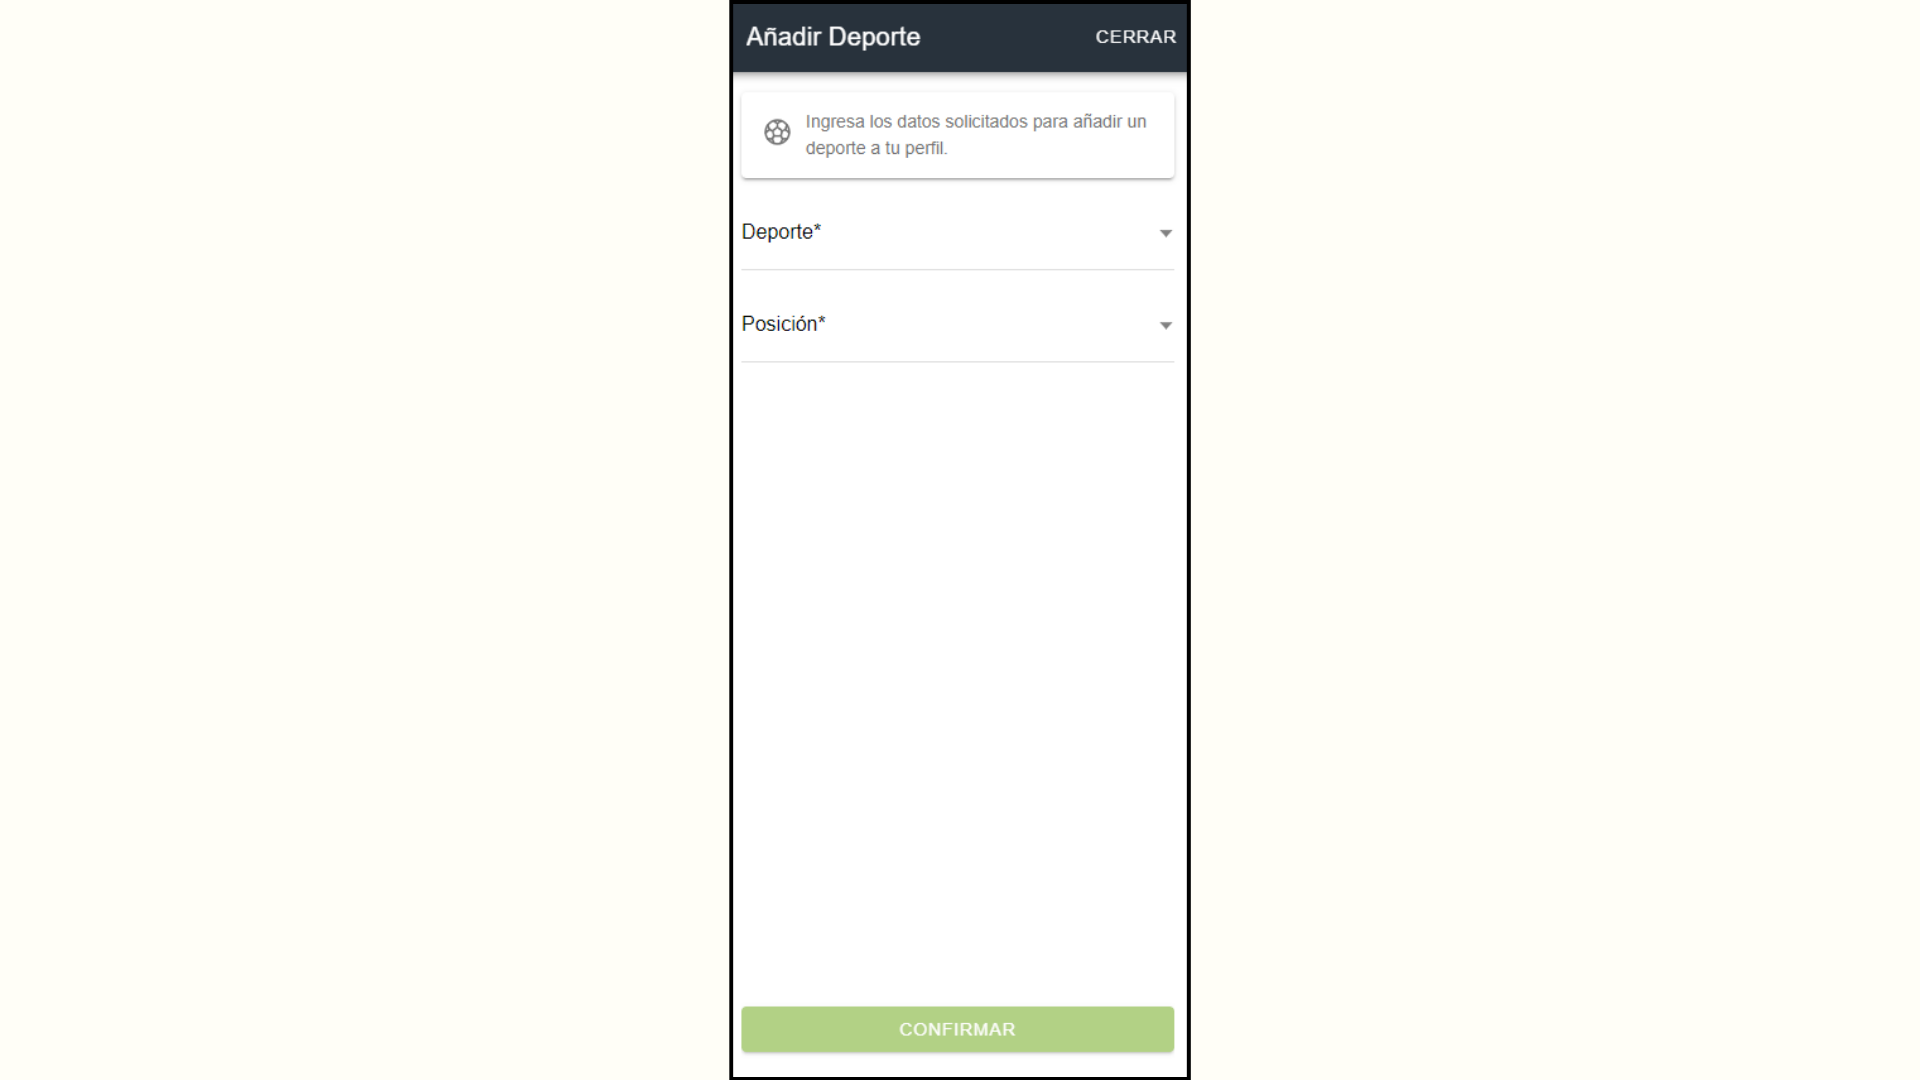 Añadir Deporte
CERRAR
Ingresa los datos solicitados para añadir un
deporte a tu perfil.
Deporte*
Posición*
CONFIRMAR